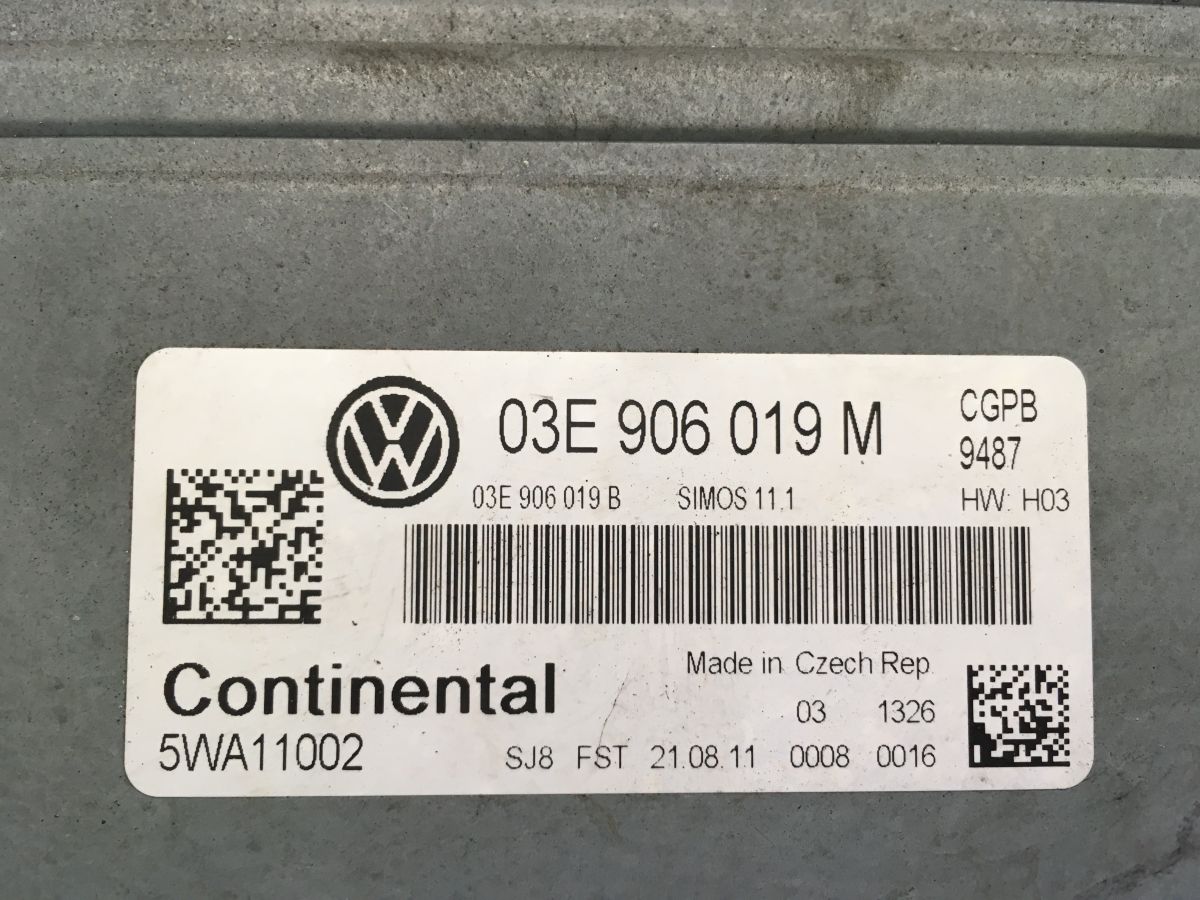 03E 906 019 M
CGPB
9487
03E 906 019 B SIMOS 11.1 HW: H03
Continental
5WA11002
Made in Czech Rep
03 1326
SJ8 FST 21.08.11 0008 0016